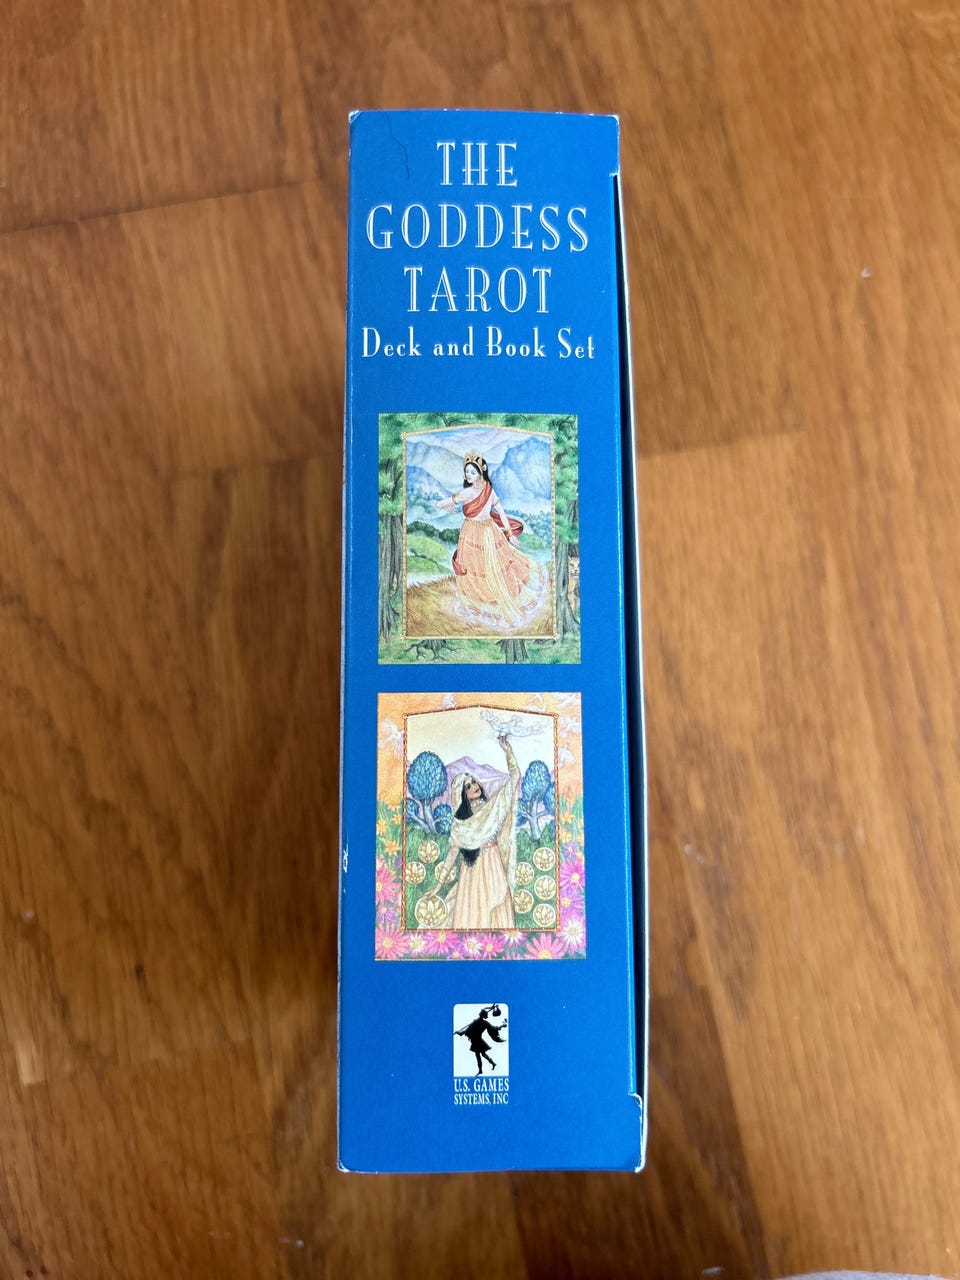 THE
GODDESS
TAROT
Deck and Book Set
U.S. GAMES
SYSTEMS, INC